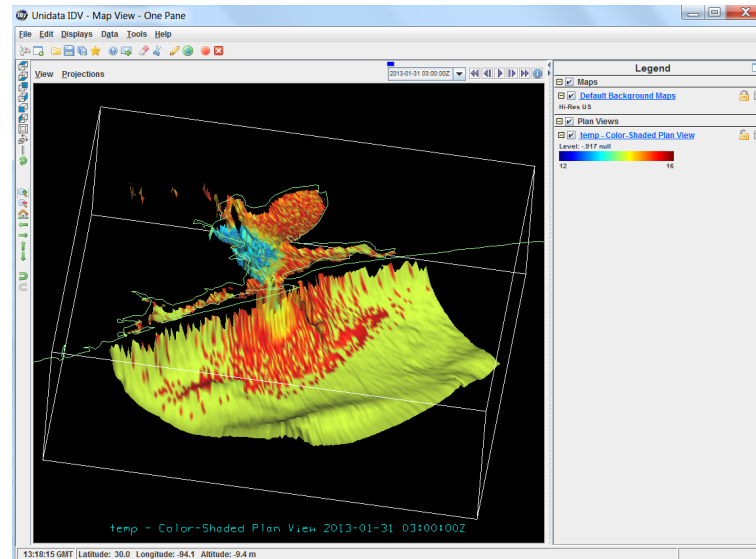 Unidata IDV - Map View - One Pane
File Edit Displays Data Tools Help
View Projections
2013-01-31 03:00:00Z
Legend
Maps
Default Background Maps
Hi-Res US
Plan Views
temp - Color-Shaded Plan View
Level: -.917 null
12 16
temp - Color-Shaded Plan View 2013-01-31 03:00:00Z
13:18:15 GMT Latitude: 30.0 Longitude: -94.1 Altitude: -9.4 m